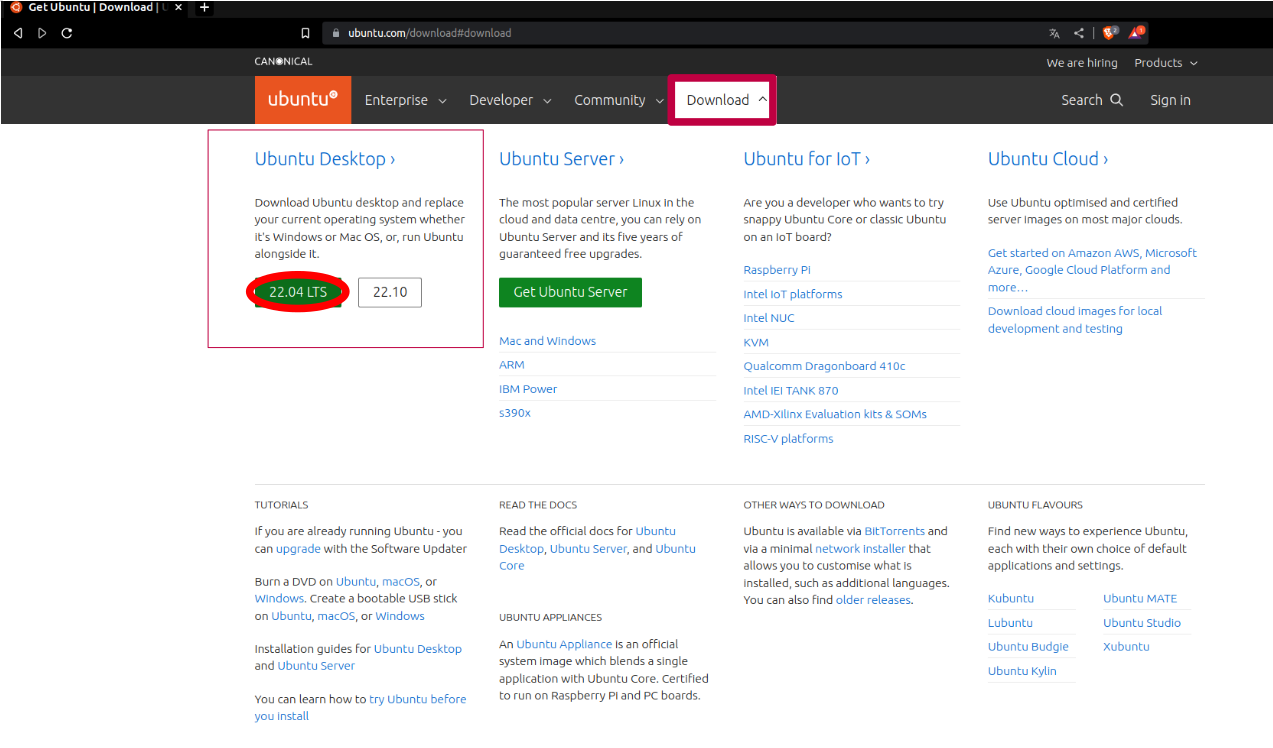 Get Ubuntu | Download |
ubuntu.com/download#download
2
1
CANONICAL
We are hiring
Products
ubuntu
Enterprise
Developer
Community
Download
Search
Sign in
Ubuntu Desktop ›
Download Ubuntu desktop and replace
your current operating system whether
it's Windows or Mac OS, or, run Ubuntu
alongside it.
22.04 LTS
22.10
Ubuntu Server ›
The most popular server Linux in the
cloud and data centre, you can rely on
Ubuntu Server and its five years of
guaranteed free upgrades.
Get Ubuntu Server
Mac and Windows
ARM
IBM Power
s390x
Ubuntu for IoT ›
Are you a developer who wants to try
snappy Ubuntu Core or classic Ubuntu
on an IoT board?
Raspberry Pi
Intel IoT platforms
Intel NUC
KVM
Qualcomm Dragonboard 410c
Intel IEI TANK 870
AMD-Xilinx Evaluation kits & SOMs
RISC-V platforms
Ubuntu Cloud ›
Use Ubuntu optimised and certified
server images on most major clouds.
Get started on Amazon AWS, Microsoft
Azure, Google Cloud Platform and
more…
Download cloud images for local
development and testing
TUTORIALS
If you are already running Ubuntu - you
can upgrade with the Software Updater
Burn a DVD on Ubuntu, macOS, or
Windows. Create a bootable USB stick
on Ubuntu, macOS, or Windows
Installation guides for Ubuntu Desktop
and Ubuntu Server
You can learn how to try Ubuntu before
you install
READ THE DOCS
Read the official docs for Ubuntu
Desktop, Ubuntu Server, and Ubuntu
Core
UBUNTU APPLIANCES
An Ubuntu Appliance is an official
system image which blends a single
application with Ubuntu Core. Certified
to run on Raspberry Pi and PC boards.
OTHER WAYS TO DOWNLOAD
Ubuntu is available via BitTorrents and
via a minimal network installer that
allows you to customise what is
installed, such as additional languages.
You can also find older releases.
UBUNTU FLAVOURS
Find new ways to experience Ubuntu,
each with their own choice of default
applications and settings.
Kubuntu
Lubuntu
Ubuntu Budgie
Ubuntu Kylin
Ubuntu MATE
Ubuntu Studio
Xubuntu